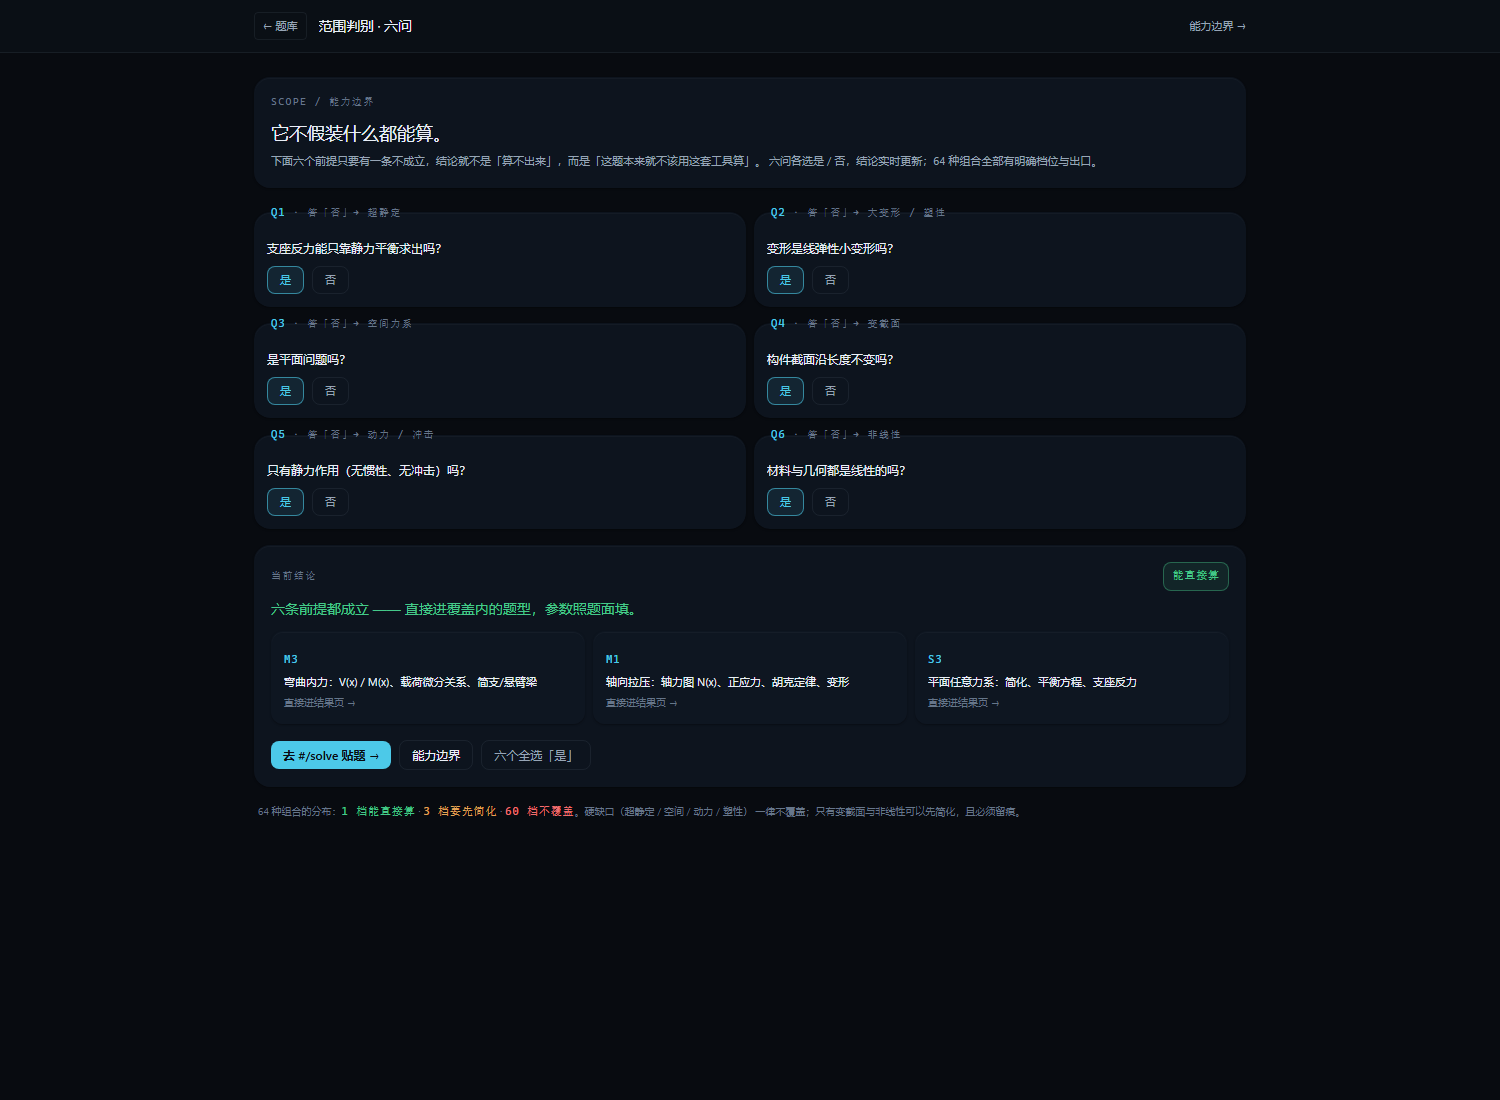 ← 题库
范围判别 · 六问
能力边界 →
SCOPE / 能力边界
它不假装什么都能算。
下面六个前提只要有一条不成立，结论就不是「算不出来」，而是「这题本来就不该用这套工具算」。 六问各选是 / 否，结论实时更新；64 种组合全部有明确档位与出口。
Q1 · 答「否」→ 超静定
支座反力能只靠静力平衡求出吗？
是 否
Q2 · 答「否」→ 大变形 / 塑性
变形是线弹性小变形吗？
是 否
Q3 · 答「否」→ 空间力系
是平面问题吗？
是 否
Q4 · 答「否」→ 变截面
构件截面沿长度不变吗？
是 否
Q5 · 答「否」→ 动力 / 冲击
只有静力作用（无惯性、无冲击）吗？
是 否
Q6 · 答「否」→ 非线性
材料与几何都是线性的吗？
是 否
当前结论
能直接算
六条前提都成立 —— 直接进覆盖内的题型，参数照题面填。
M3
弯曲内力：V(x) / M(x)、载荷微分关系、简支/悬臂梁
直接进结果页 →
M1
轴向拉压：轴力图 N(x)、正应力、胡克定律、变形
直接进结果页 →
S3
平面任意力系：简化、平衡方程、支座反力
直接进结果页 →
去 #/solve 贴题 →
能力边界
六个全选「是」
64 种组合的分布：1 档能直接算 · 3 档要先简化 · 60 档不覆盖。硬缺口（超静定 / 空间 / 动力 / 塑性） 一律不覆盖；只有变截面与非线性可以先简化，且必须留痕。